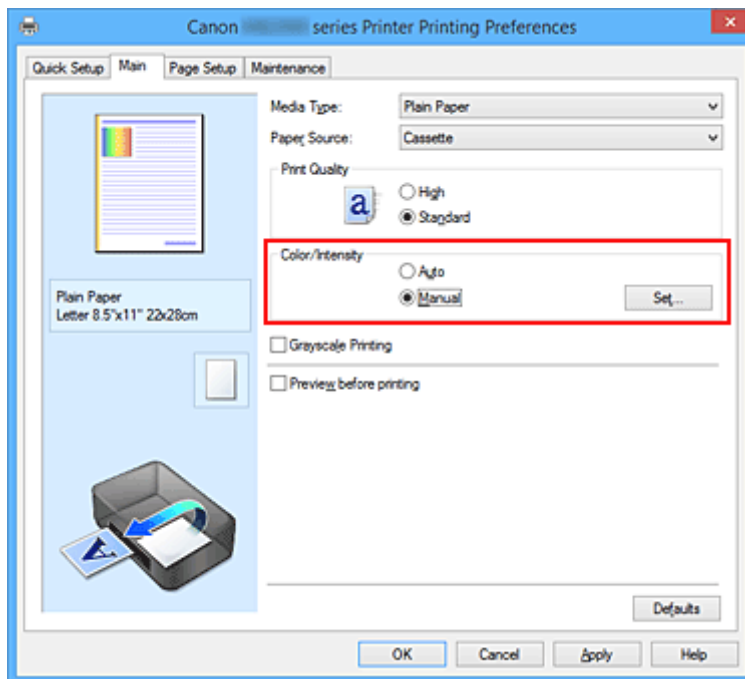 Canon series Printer Printing Preferences
Quick Setup Main Page Setup Maintenance
Media Type: Plain Paper
Paper Source: Cassette
Print Quality
a
High
Standard
Color/Intensity
Auto
Manual Set...
Plain Paper
Letter 8.5"x11" 22x28cm
Grayscale Printing
Preview before printing
A
Defaults
OK Cancel Apply Help